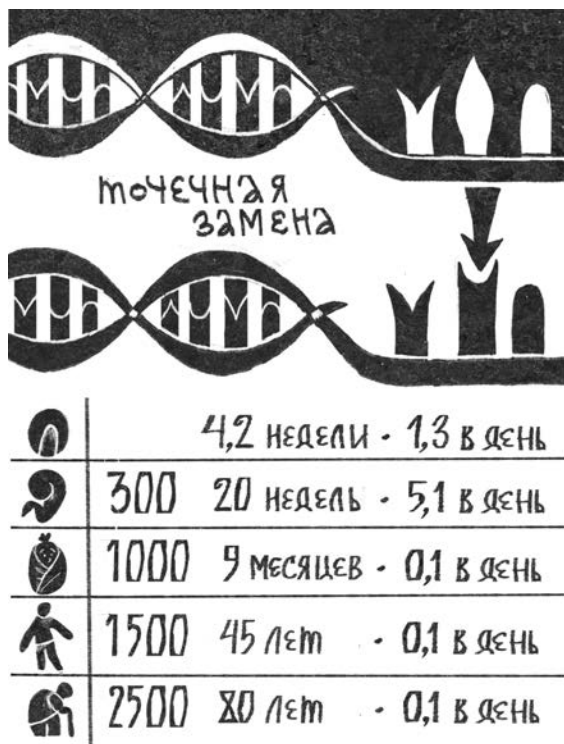 точечная
замена
4,2 недели - 1,3 в день
300 20 недель - 5,1 в день
1000 9 месяцев - 0,1 в день
1500 45 лет - 0,1 в день
2500 80 лет - 0,1 в день